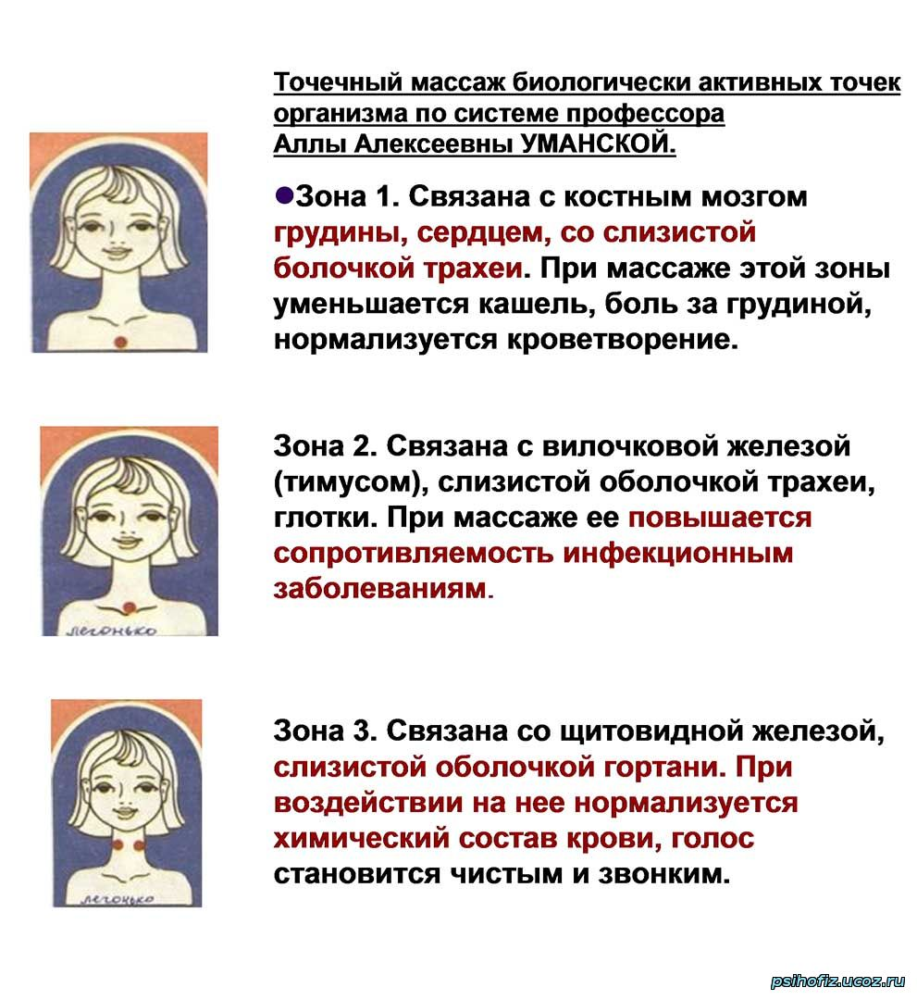 Точечный массаж биологически активных точек
организма по системе профессора
Аллы Алексеевны УМАНСКОЙ.
Зона 1. Связана с костным мозгом
грудины, сердцем, со слизистой
болочкой трахеи. При массаже этой зоны
уменьшается кашель, боль за грудиной,
нормализуется кроветворение.
Зона 2. Связана с вилочковой железой
(тимусом), слизистой оболочкой трахеи,
глотки. При массаже ее повышается
сопротивляемость инфекционным
заболеваниям.
легонько
Зона 3. Связана со щитовидной железой,
слизистой оболочкой гортани. При
воздействии на нее нормализуется
химический состав крови, голос
становится чистым и звонким.
легонько
psihofiz.ucoz.ru